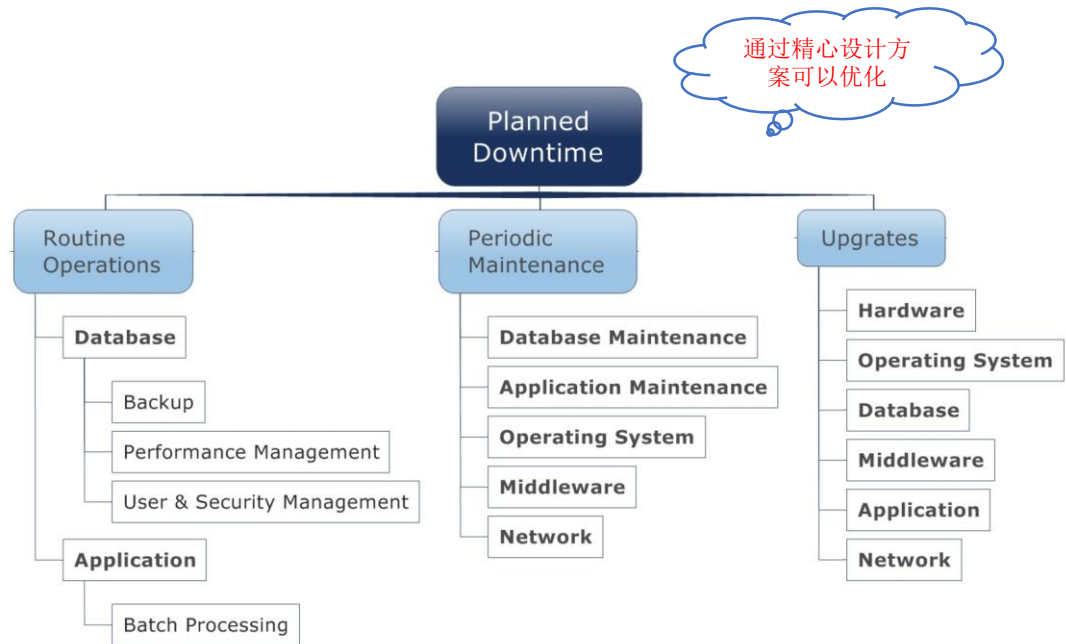 通过精心设计方
案可以优化
Planned
Downtime
Routine
Operations
Database
Backup
Performance Management
User & Security Management
Application
Batch Processing
Periodic
Maintenance
Database Maintenance
Application Maintenance
Operating System
Middleware
Network
Upgrates
Hardware
Operating System
Database
Middleware
Application
Network